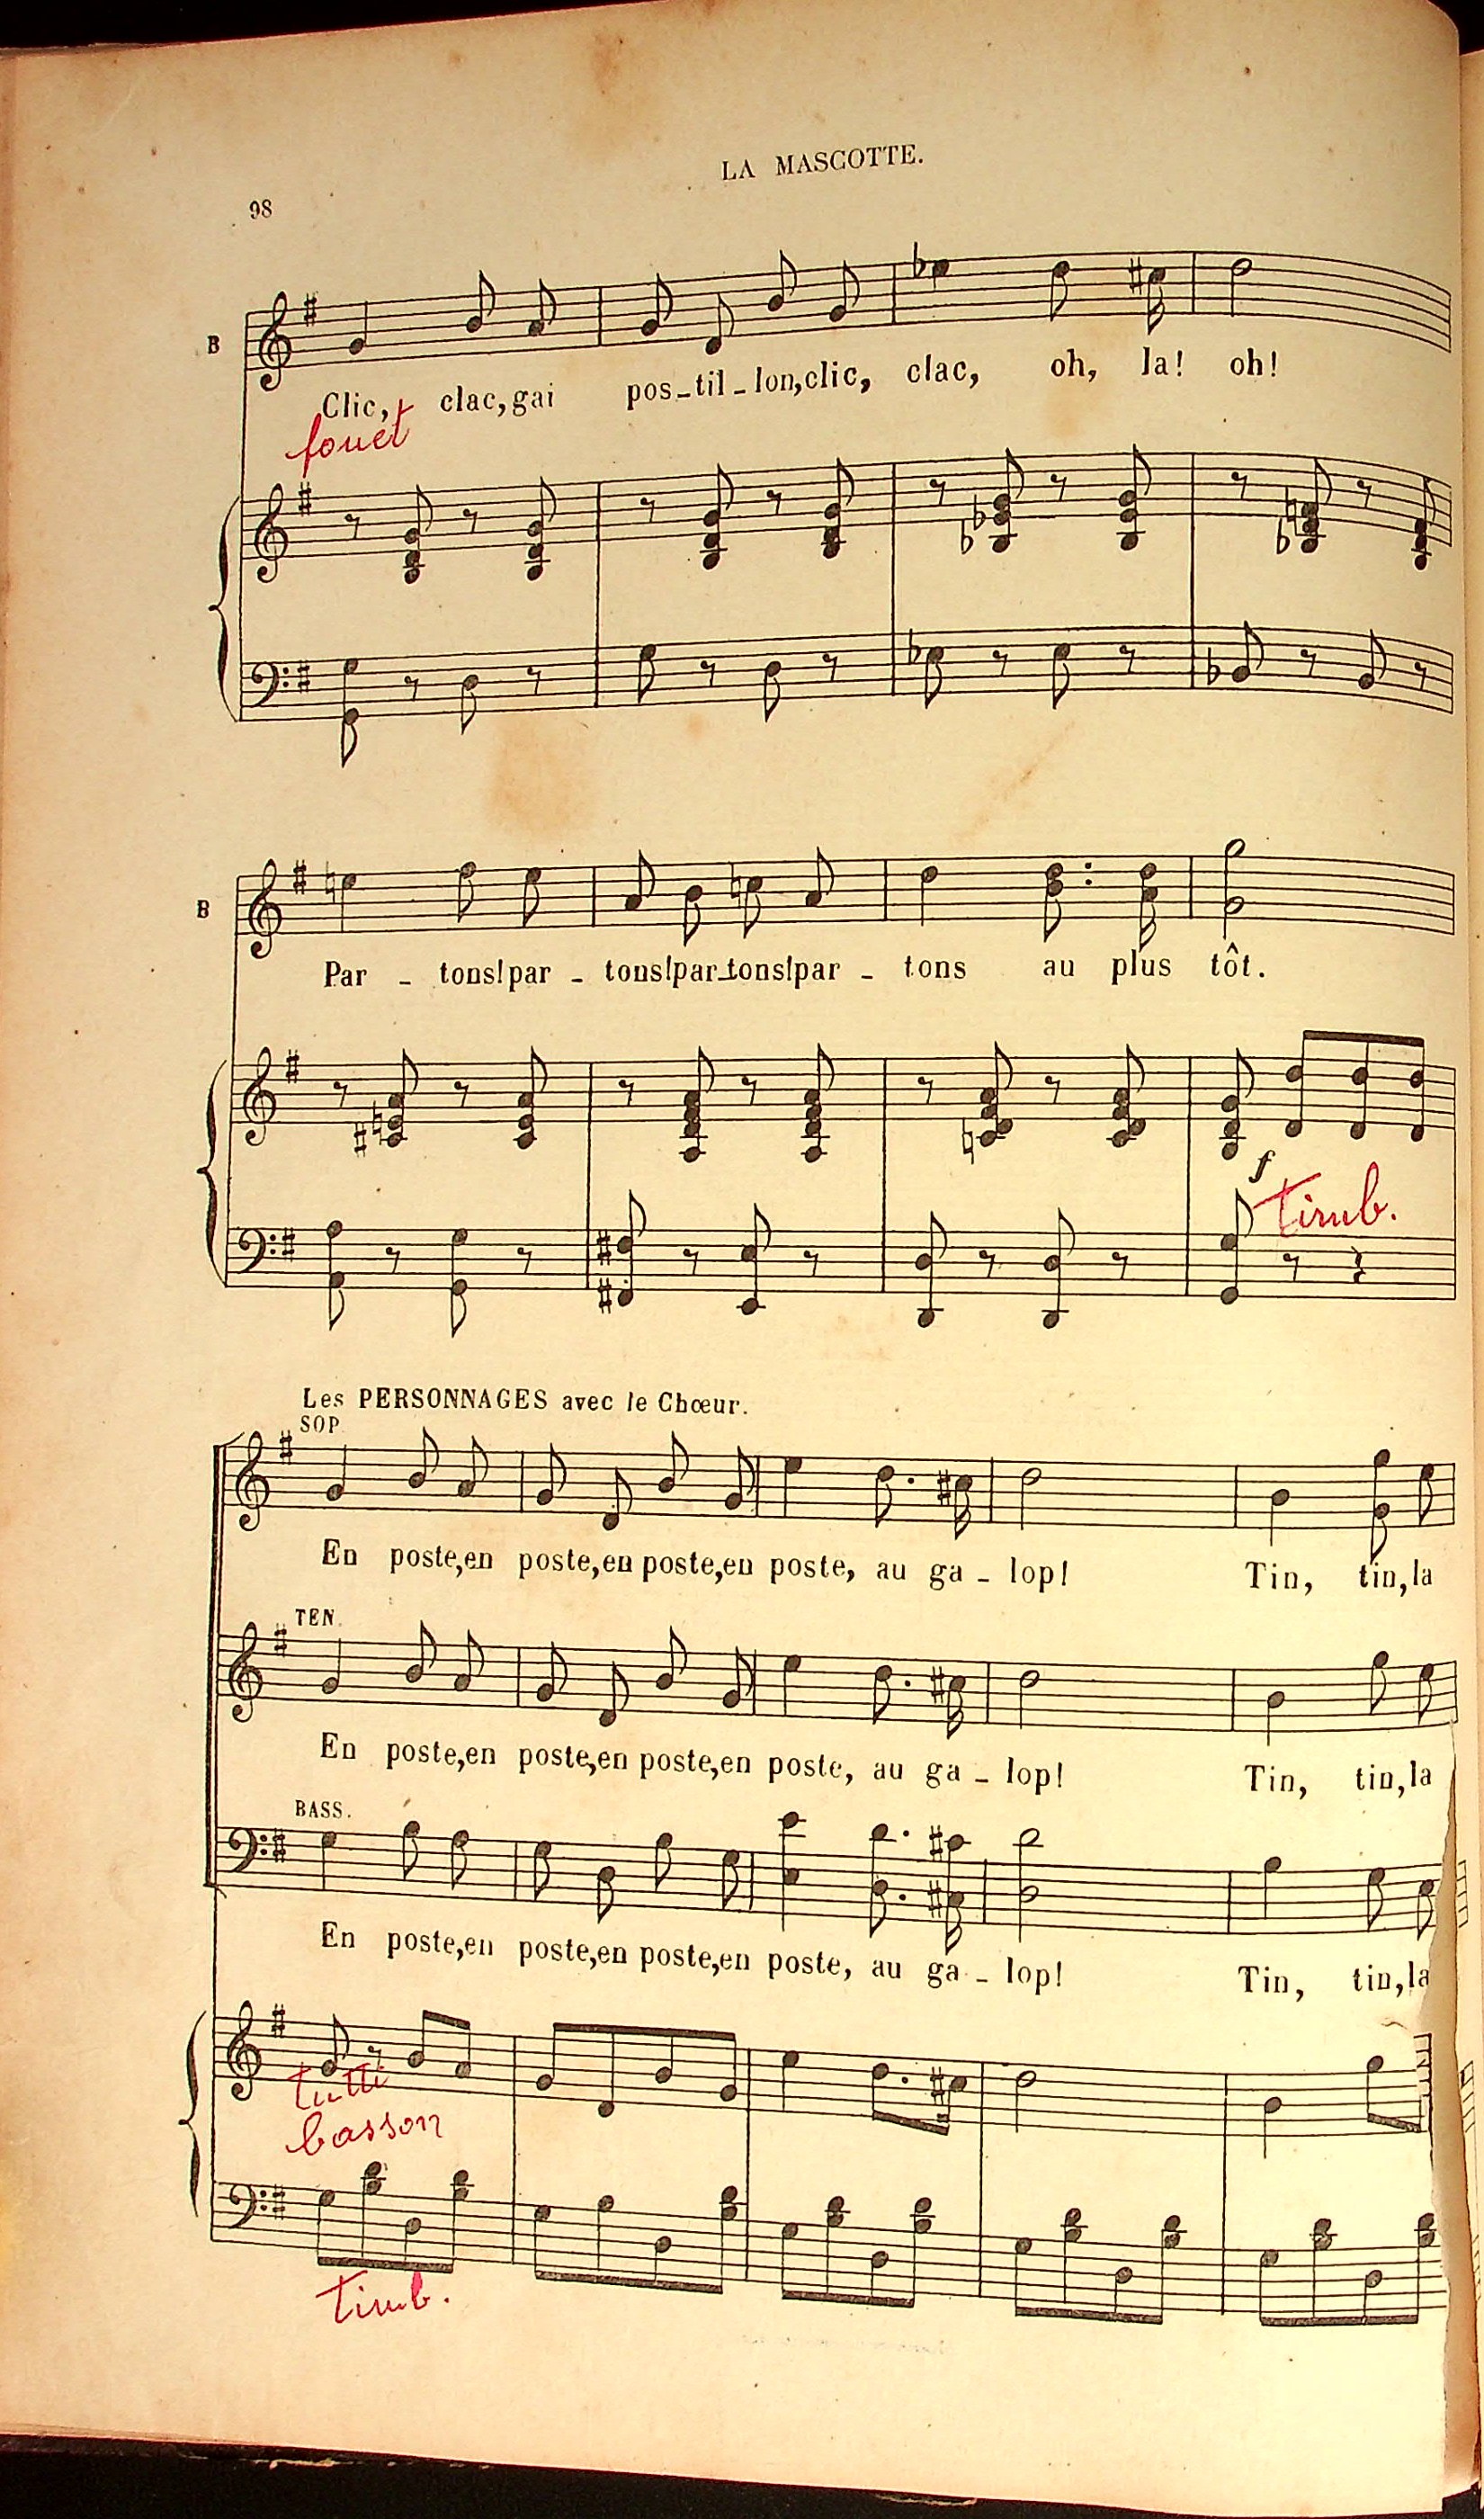 LA MASCOTTE.
98
B
Clic, clac, gai pos_til_lon, clic, clac, oh, la! oh!
fouet
B
Par _ tons! par _ tons! par_tons! par _ tons au plus tôt.
f
timb.
Les PERSONNAGES avec le Chœur.
SOP.
En poste, en poste, en poste, en poste, au ga _ lop! Tin, tin, la
TEN.
En poste, en poste, en poste, en poste, au ga _ lop! Tin, tin, la
BASS.
En poste, en poste, en poste, en poste, au ga _ lop! Tin, tin, la
tutti
basson
timb.